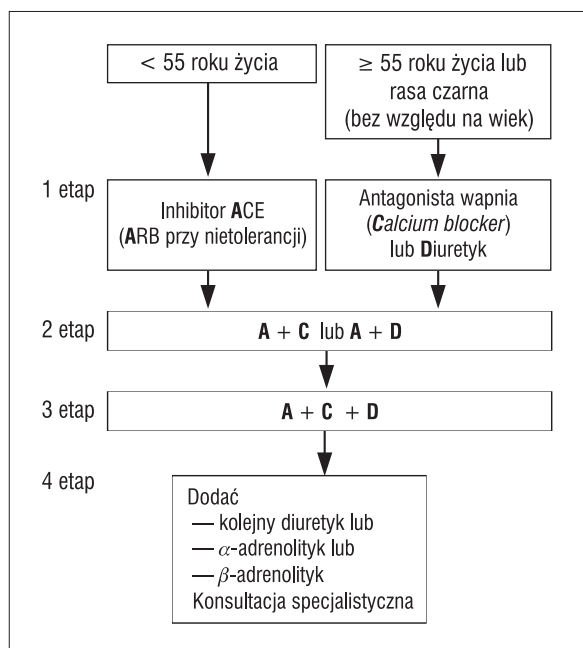 < 55 roku życia
≥ 55 roku życia lub
rasa czarna
(bez względu na wiek)
1 etap
Inhibitor ACE
(ARB przy nietolerancji)
Antagonista wapnia
(Calcium blocker)
lub Diuretyk
2 etap
A + C lub A + D
3 etap
A + C + D
4 etap
Dodać
— kolejny diuretyk lub
— α-adrenolityk lub
— β-adrenolityk
Konsultacja specjalistyczna